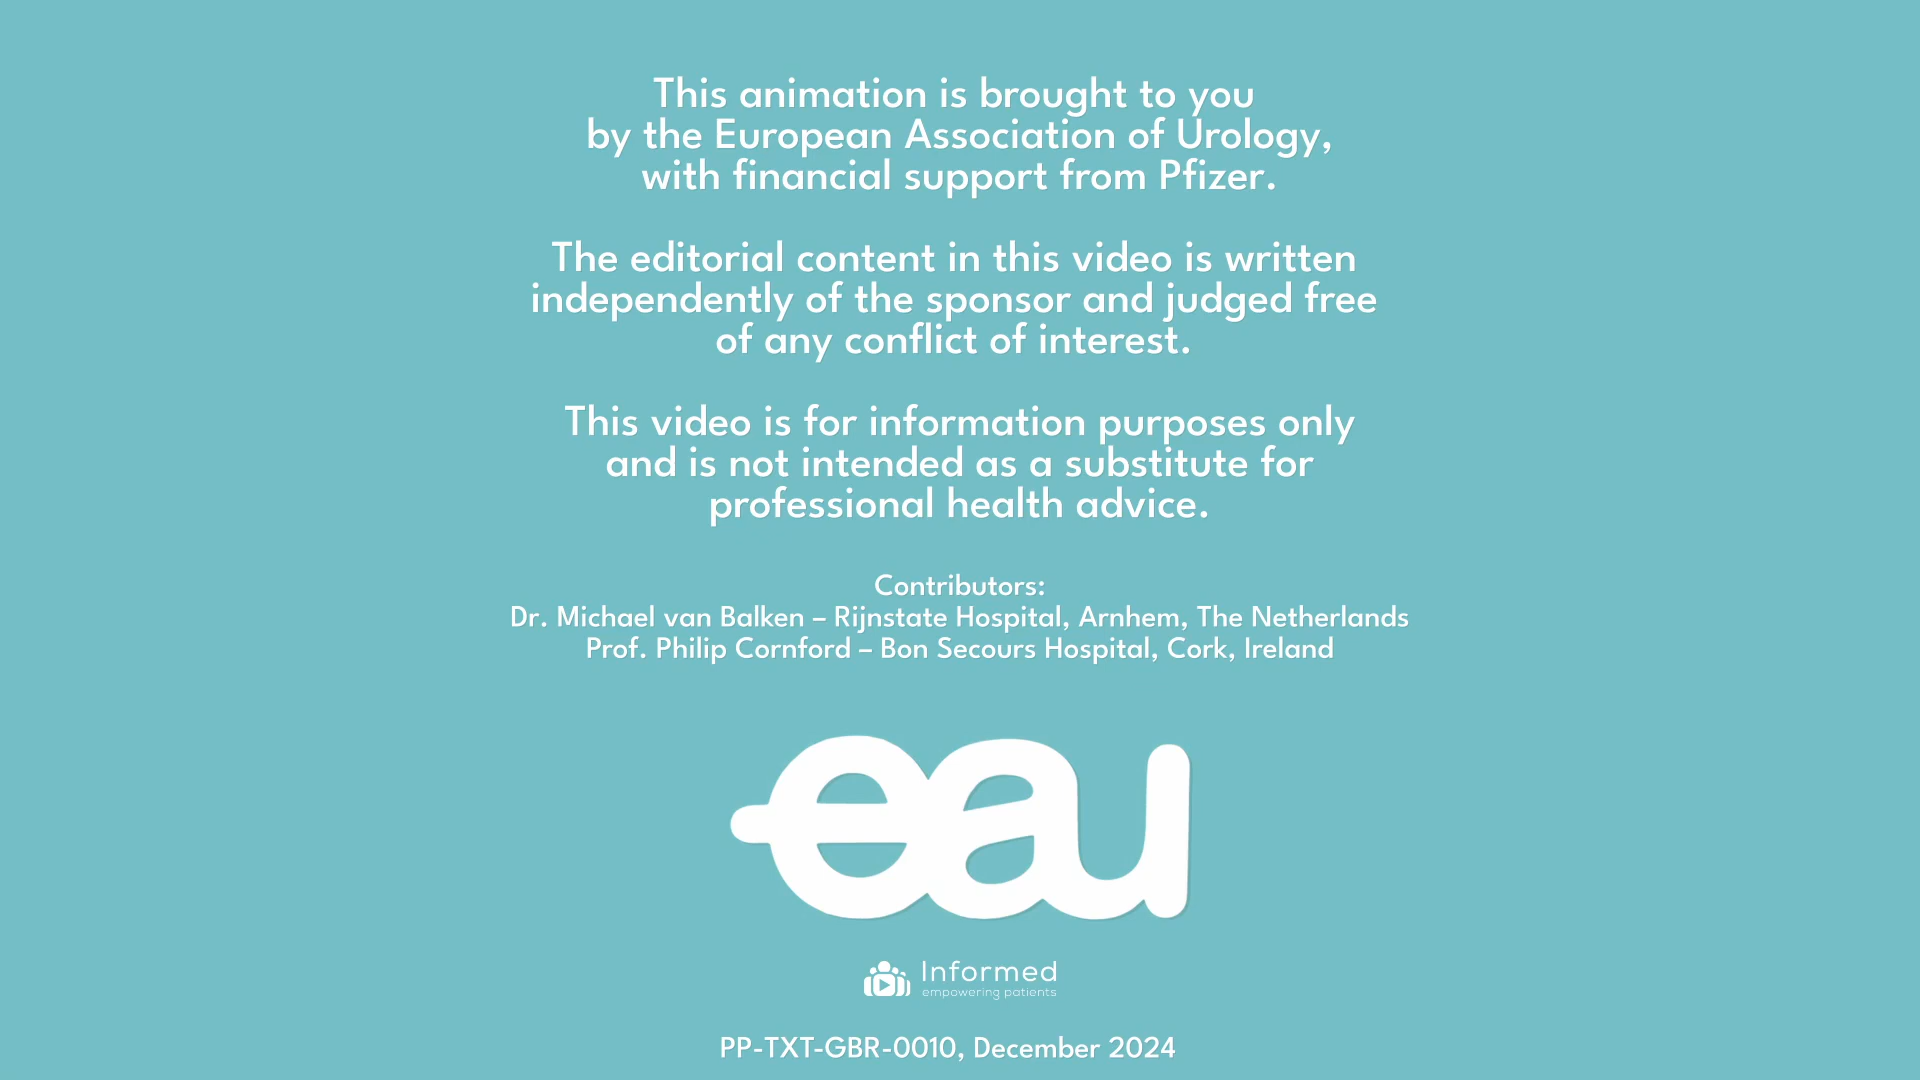 This animation is brought to you
by the European Association of Urology,
with financial support from Pfizer.
The editorial content in this video is written
independently of the sponsor and judged free
of any conflict of interest.
This video is for information purposes only
and is not intended as a substitute for
professional health advice.
Contributors:
Dr. Michael van Balken – Rijnstate Hospital, Arnhem, The Netherlands
Prof. Philip Cornford – Bon Secours Hospital, Cork, Ireland
eau
Informed
empowering patients
PP-TXT-GBR-0010, December 2024